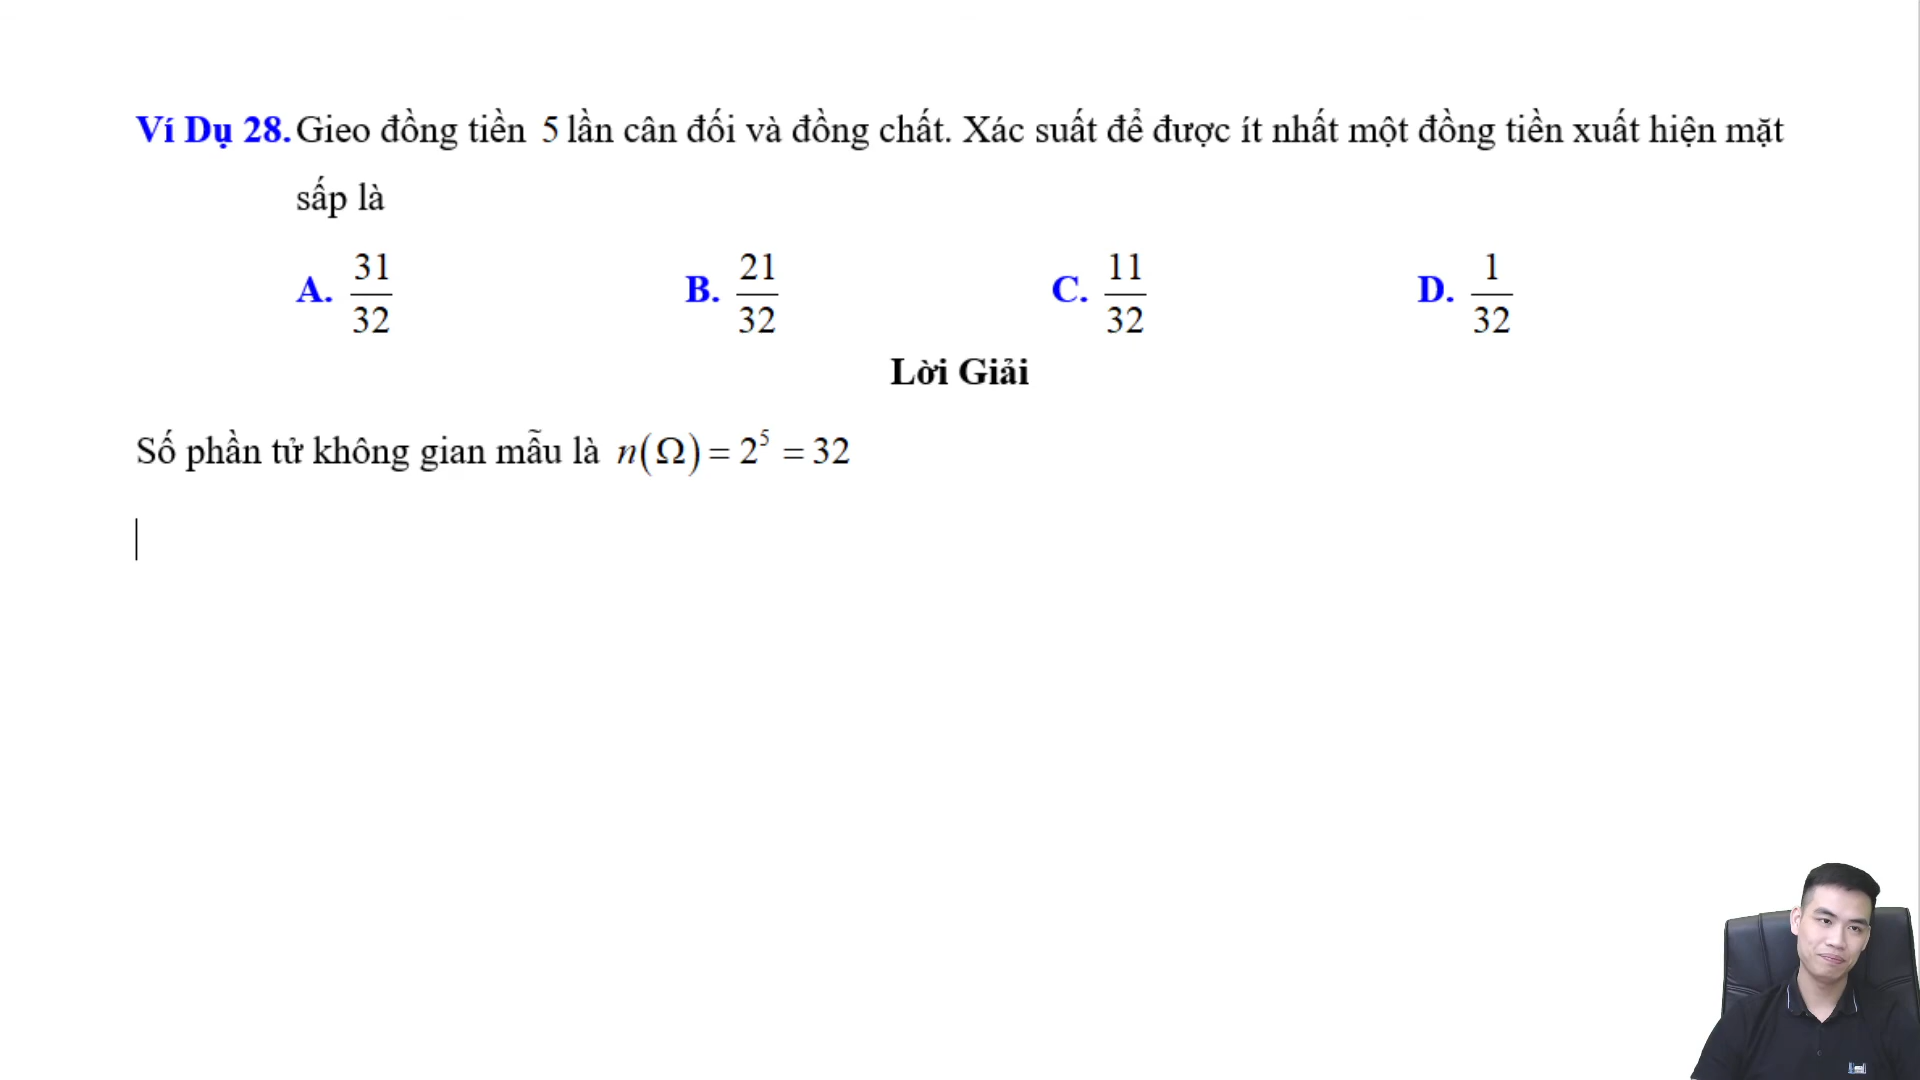 Ví Dụ 28. Gieo đồng tiền 5 lần cân đối và đồng chất. Xác suất để được ít nhất một đồng tiền xuất hiện mặt
sấp là
A. 31/32 B. 21/32 C. 11/32 D. 1/32
Lời Giải
Số phần tử không gian mẫu là n(Ω) = 2⁵ = 32